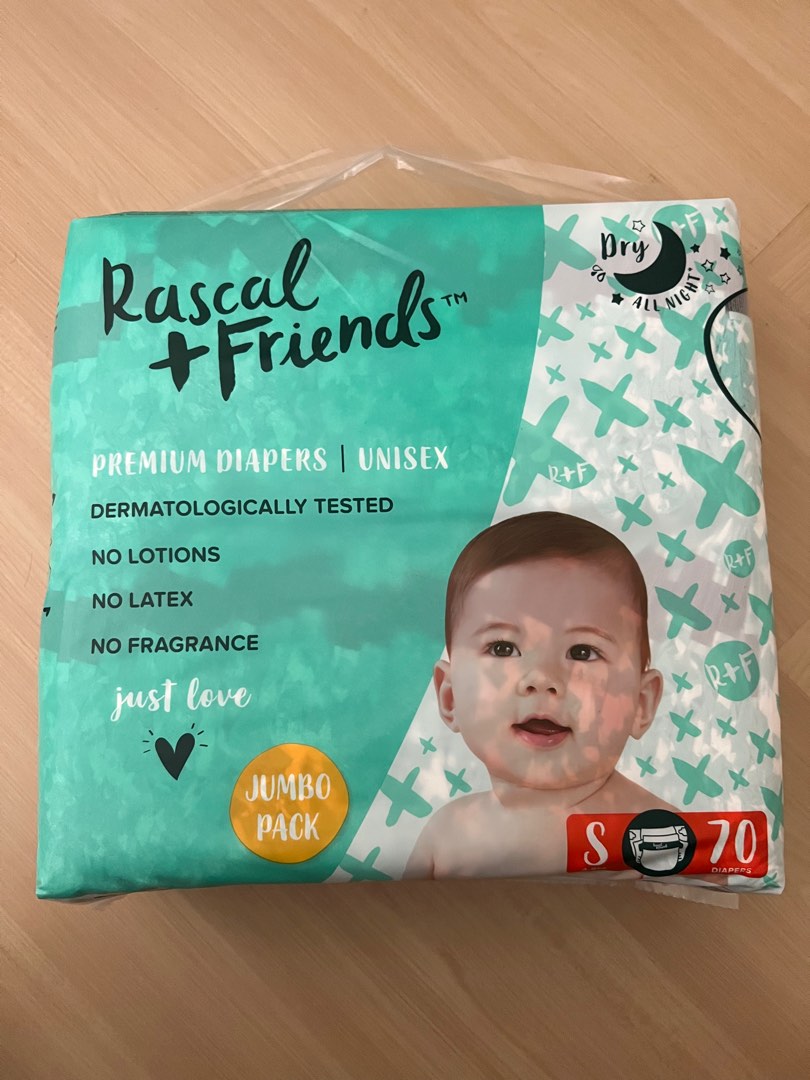 Rascal
+Friends™
PREMIUM DIAPERS | UNISEX
DERMATOLOGICALLY TESTED
NO LOTIONS
NO LATEX
NO FRAGRANCE
just love
JUMBO
PACK
Dry
ALL NIGHT*
R+F
R+F
R+F
S
70
DIAPERS